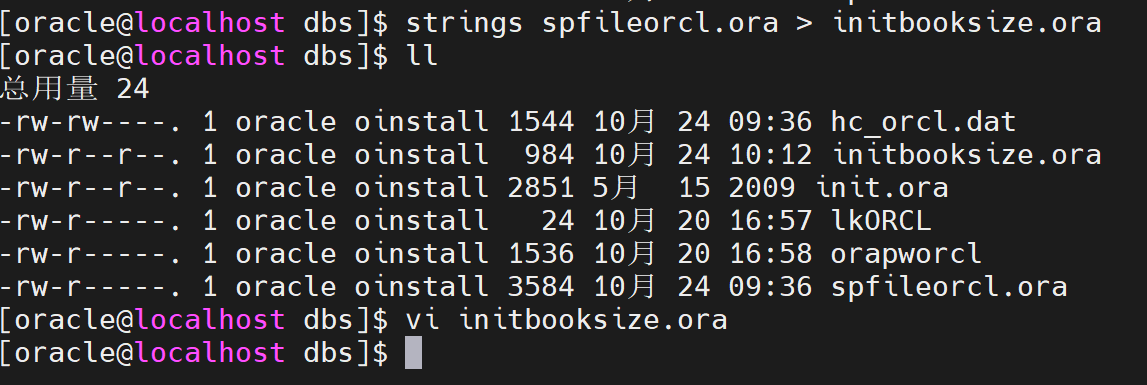 [oracle@localhost dbs]$ strings spfileorcl.ora > initbooksize.ora
[oracle@localhost dbs]$ ll
总用量 24
-rw-rw----. 1 oracle oinstall 1544 10月 24 09:36 hc_orcl.dat
-rw-r--r--. 1 oracle oinstall  984 10月 24 10:12 initbooksize.ora
-rw-r--r--. 1 oracle oinstall 2851 5月  15 2009 init.ora
-rw-r-----. 1 oracle oinstall   24 10月 20 16:57 lkORCL
-rw-r-----. 1 oracle oinstall 1536 10月 20 16:58 orapworcl
-rw-r-----. 1 oracle oinstall 3584 10月 24 09:36 spfileorcl.ora
[oracle@localhost dbs]$ vi initbooksize.ora
[oracle@localhost dbs]$